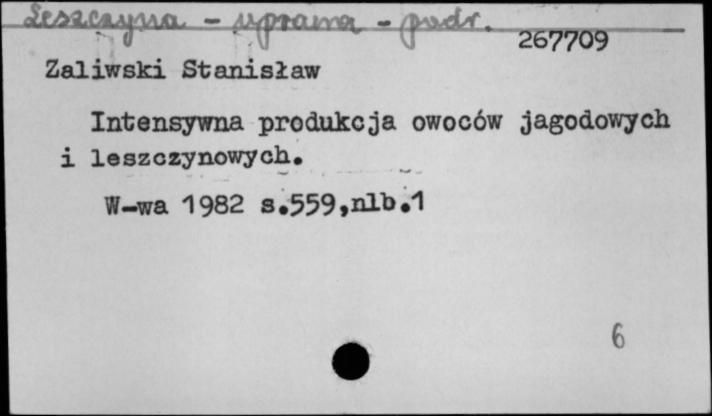 Leszczyna - uprawa - podr.
267709
Zaliwski Stanisław
Intensywna produkcja owoców jagodowych
i leszczynowych.
W-wa 1982 s.559,nlb.1
6